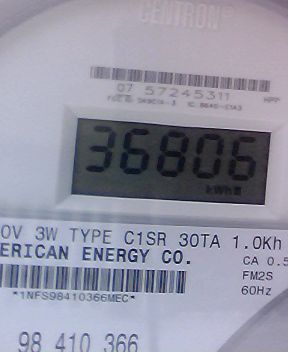 CENTRON®
07 57245311
36806
kWh
0V 3W TYPE C1SR 30TA 1.0Kh
ERICAN ENERGY CO.
CA 0.5
FM2S
*1NFS98410366MEC*
60Hz
98 410 366